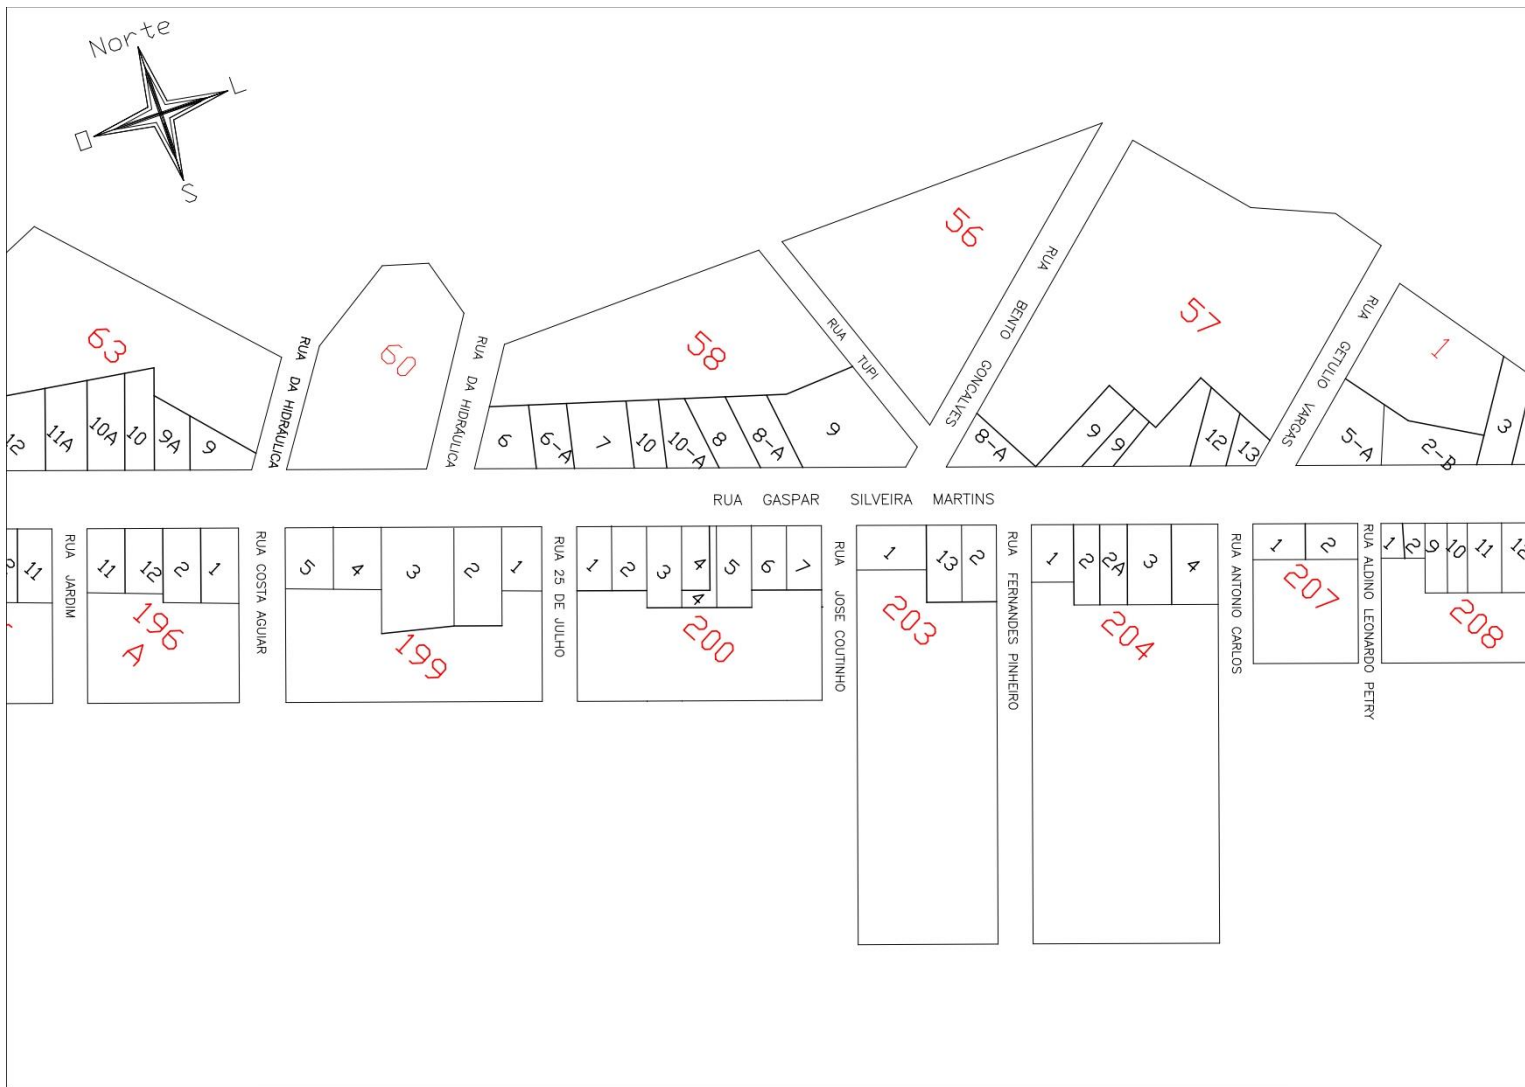 Norte
L
O
S
56
RUA BENTO GONCALVES
57
RUA GETULIO VARGAS
1
63
RUA DA HIDRÁULICA
60
RUA DA HIDRÁULICA
58
RUA TUPI
12
11A
10A
10
9A
9
6
6-A
7
10
10-A
8
8-A
9
8-A
9
9
12
13
5-A
2-B
3
RUA GASPAR SILVEIRA MARTINS
11
RUA JARDIM
11
12
2
1
RUA COSTA AGUIAR
5
4
3
2
1
RUA 25 DE JULHO
1
2
3
4
4
5
6
7
RUA JOSE COUTINHO
1
13
2
RUA FERNANDES PINHEIRO
1
2
2A
3
4
RUA ANTONIO CARLOS
1
2
RUA ALDINO LEONARDO PETRY
1
2
9
10
11
12
196
A
199
200
203
204
207
208